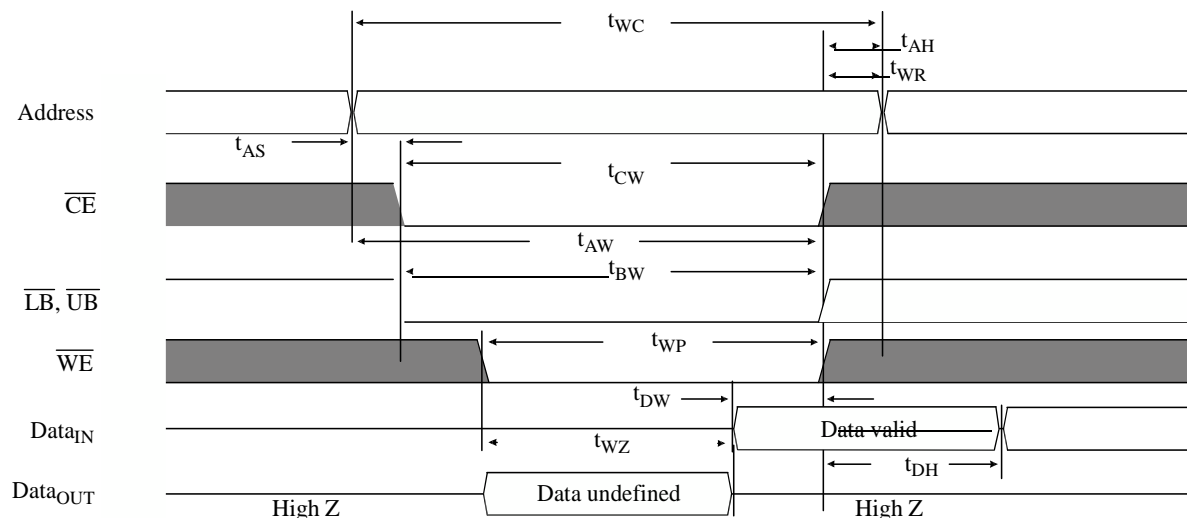 tWC
tAH
tWR
Address
tAS
tCW
CE
tAW
tBW
LB, UB
tWP
WE
tDW
DataIN
Data valid
tWZ
tDH
DataOUT
Data undefined
High Z
High Z